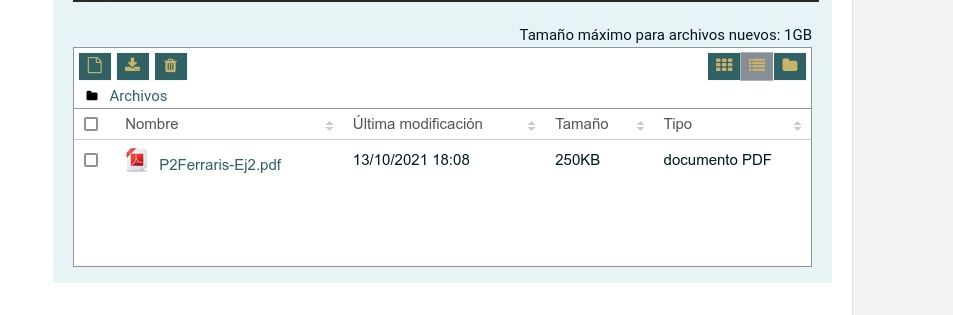 Tamaño máximo para archivos nuevos: 1GB
Archivos
Nombre Última modificación Tamaño Tipo
P2Ferraris-Ej2.pdf 13/10/2021 18:08 250KB documento PDF